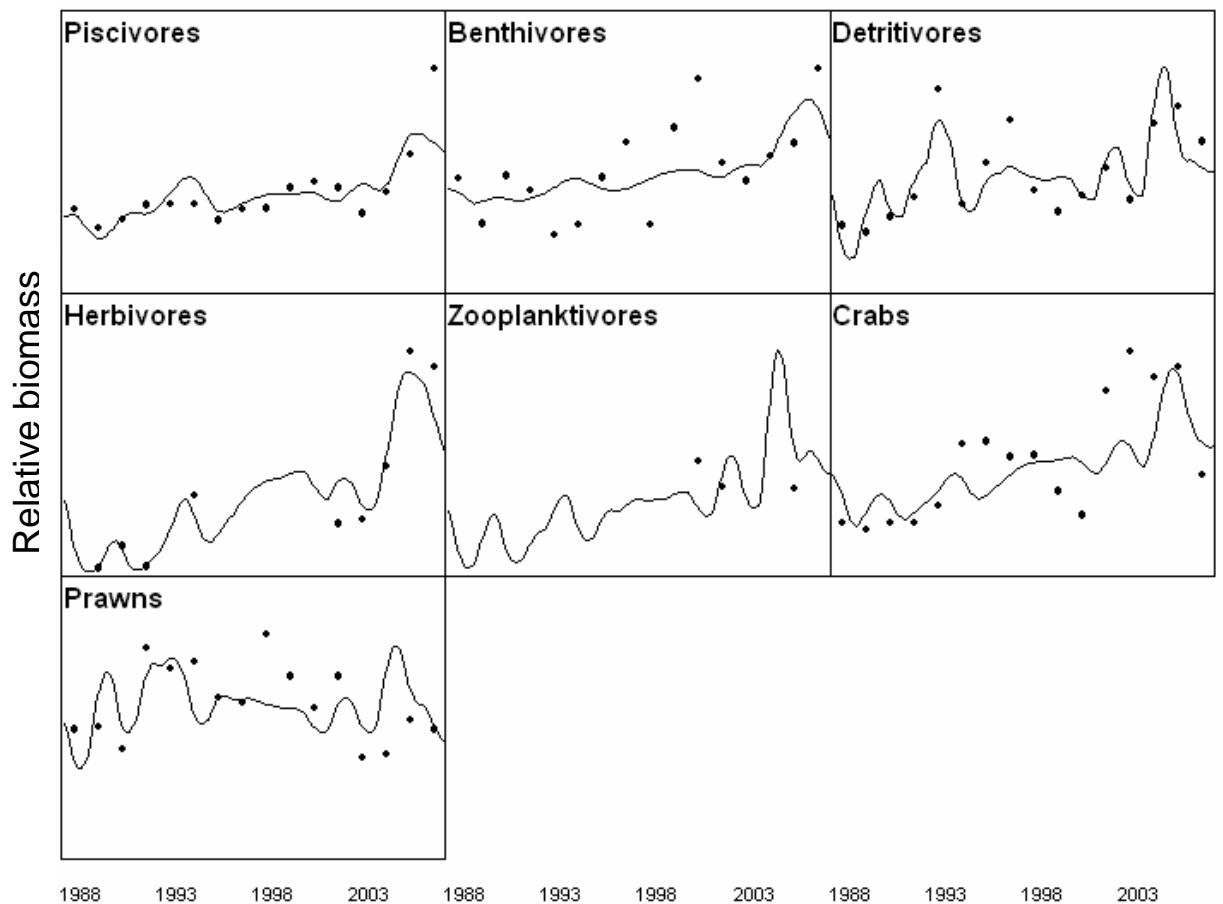 Piscivores
Benthivores
Detritivores
Herbivores
Zooplanktivores
Crabs
Prawns
Relative biomass
1988 1993 1998 2003 1988 1993 1998 2003 1988 1993 1998 2003